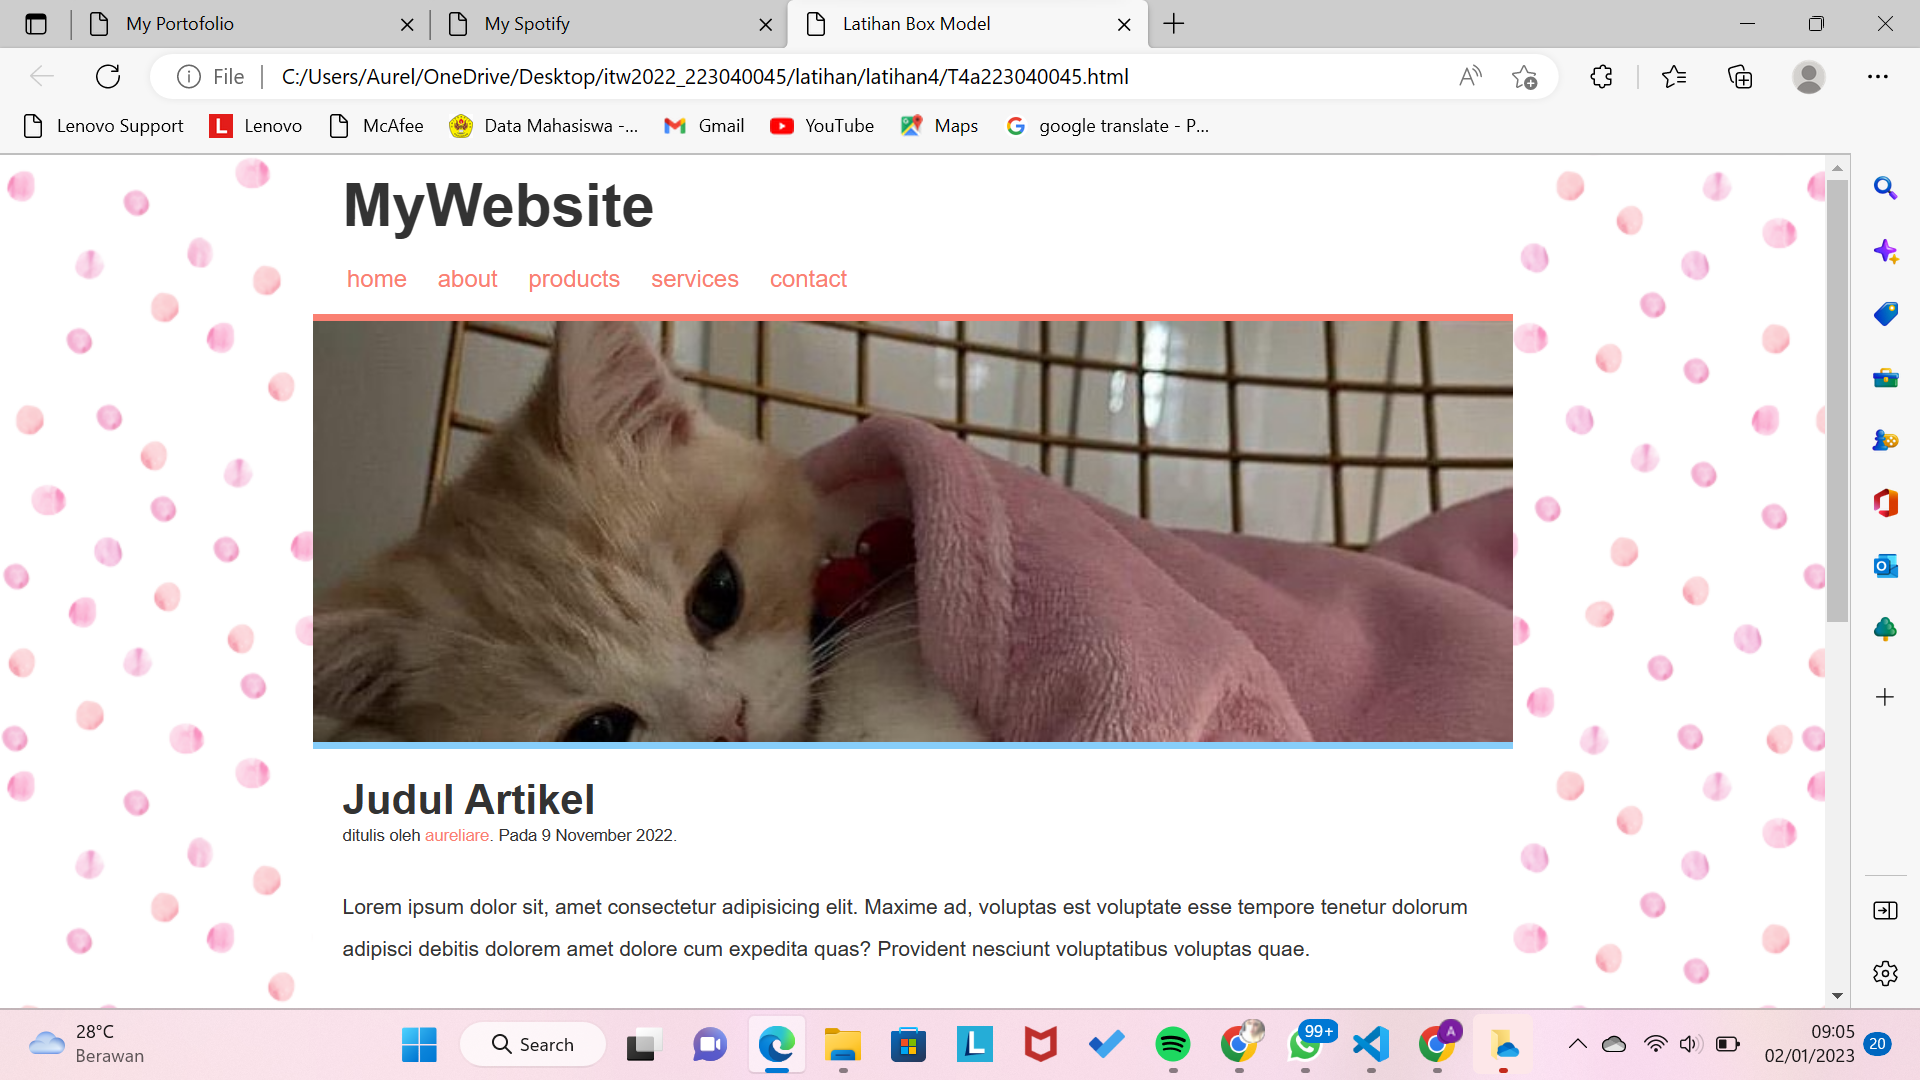 My Portofolio
My Spotify
Latihan Box Model
File
C:/Users/Aurel/OneDrive/Desktop/itw2022_223040045/latihan/latihan4/T4a223040045.html
Lenovo Support
L
Lenovo
McAfee
Data Mahasiswa -...
Gmail
YouTube
Maps
google translate - P...
MyWebsite
home about products services contact
Judul Artikel
ditulis oleh aureliare. Pada 9 November 2022.
Lorem ipsum dolor sit, amet consectetur adipisicing elit. Maxime ad, voluptas est voluptate esse tempore tenetur dolorum
adipisci debitis dolorem amet dolore cum expedita quas? Provident nesciunt voluptatibus voluptas quae.
28°C
Berawan
Search
L
99+
A
09:05
02/01/2023
20